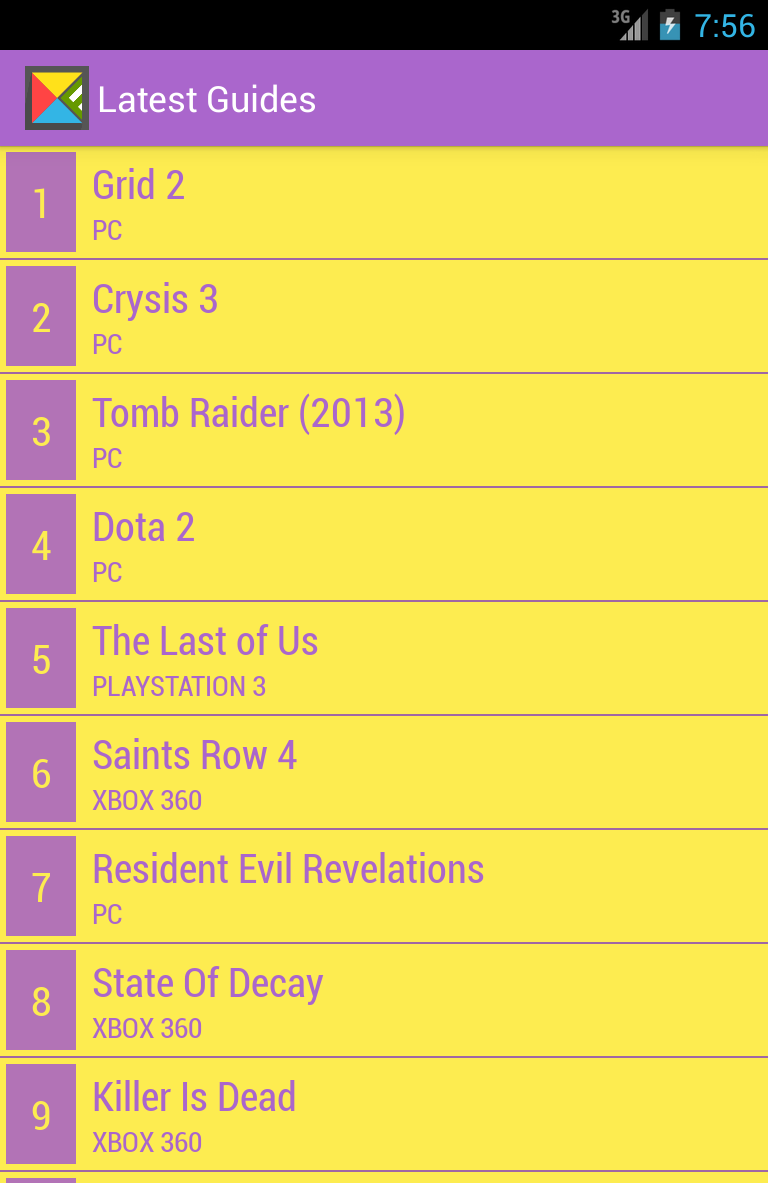 3G 7:56
Latest Guides
1
Grid 2
PC
2
Crysis 3
PC
3
Tomb Raider (2013)
PC
4
Dota 2
PC
5
The Last of Us
PLAYSTATION 3
6
Saints Row 4
XBOX 360
7
Resident Evil Revelations
PC
8
State Of Decay
XBOX 360
9
Killer Is Dead
XBOX 360